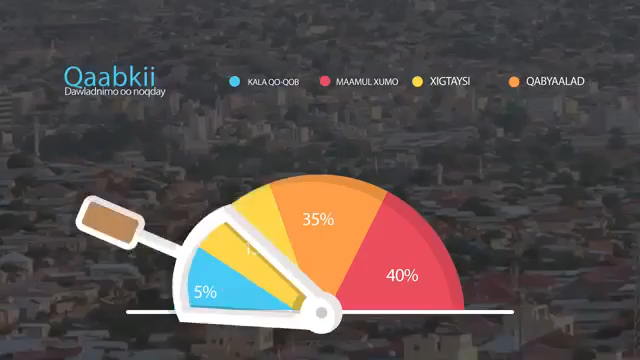 Qaabkii
Dawladnimo oo noqday
KALA QO-QOB
MAAMUL XUMO
XIGTAYSI
QABYAALAD
35%
40%
5%